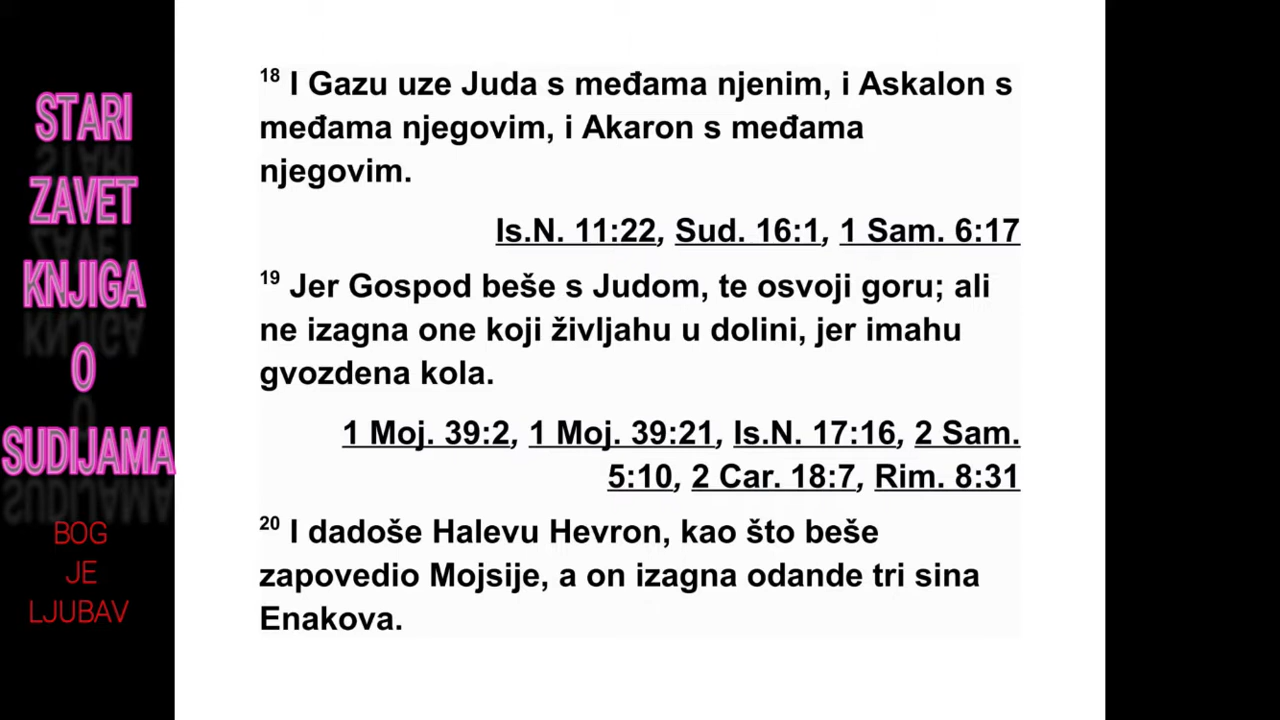 STARI
ZAVET
KNJIGA
O
SUDIJAMA
BOG
JE
LJUBAV
18 I Gazu uze Juda s međama njenim, i Askalon s
međama njegovim, i Akaron s međama
njegovim.
Is.N. 11:22, Sud. 16:1, 1 Sam. 6:17
19 Jer Gospod beše s Judom, te osvoji goru; ali
ne izagna one koji življahu u dolini, jer imahu
gvozdena kola.
1 Moj. 39:2, 1 Moj. 39:21, Is.N. 17:16, 2 Sam.
5:10, 2 Car. 18:7, Rim. 8:31
20 I dadoše Halevu Hevron, kao što beše
zapovedio Mojsije, a on izagna odande tri sina
Enakova.